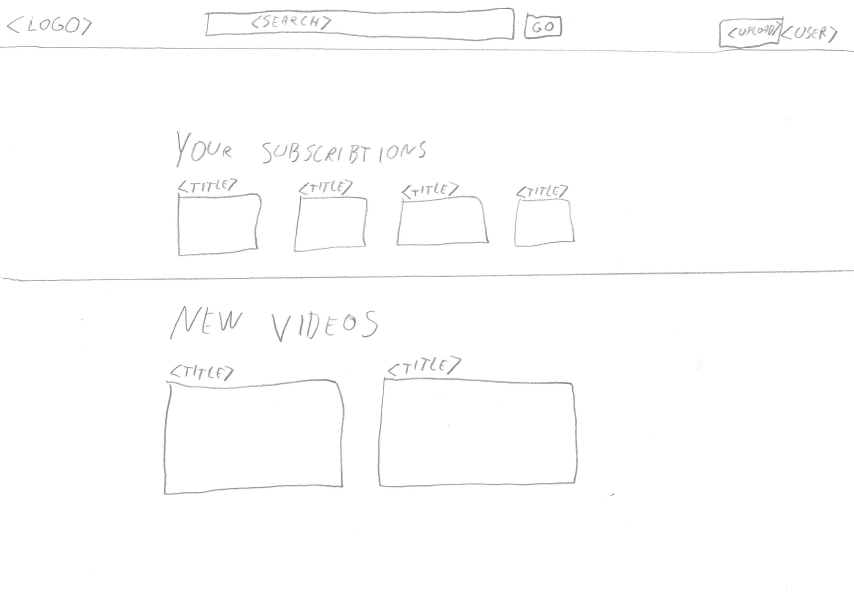 <LOGO> <SEARCH> GO <UPLOAD> <USER>
YOUR SUBSCRIBTIONS
<TITLE> <TITLE> <TITLE> <TITLE>
NEW VIDEOS
<TITLE> <TITLE>